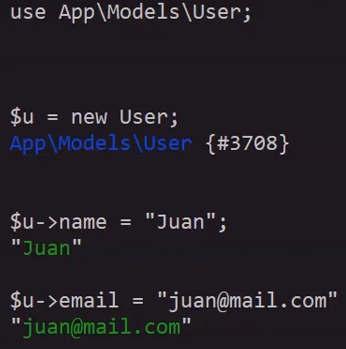 use App\Models\User;
$u = new User;
App\Models\User {#3708}
$u->name = "Juan";
"Juan"
$u->email = "juan@mail.com"
"juan@mail.com"